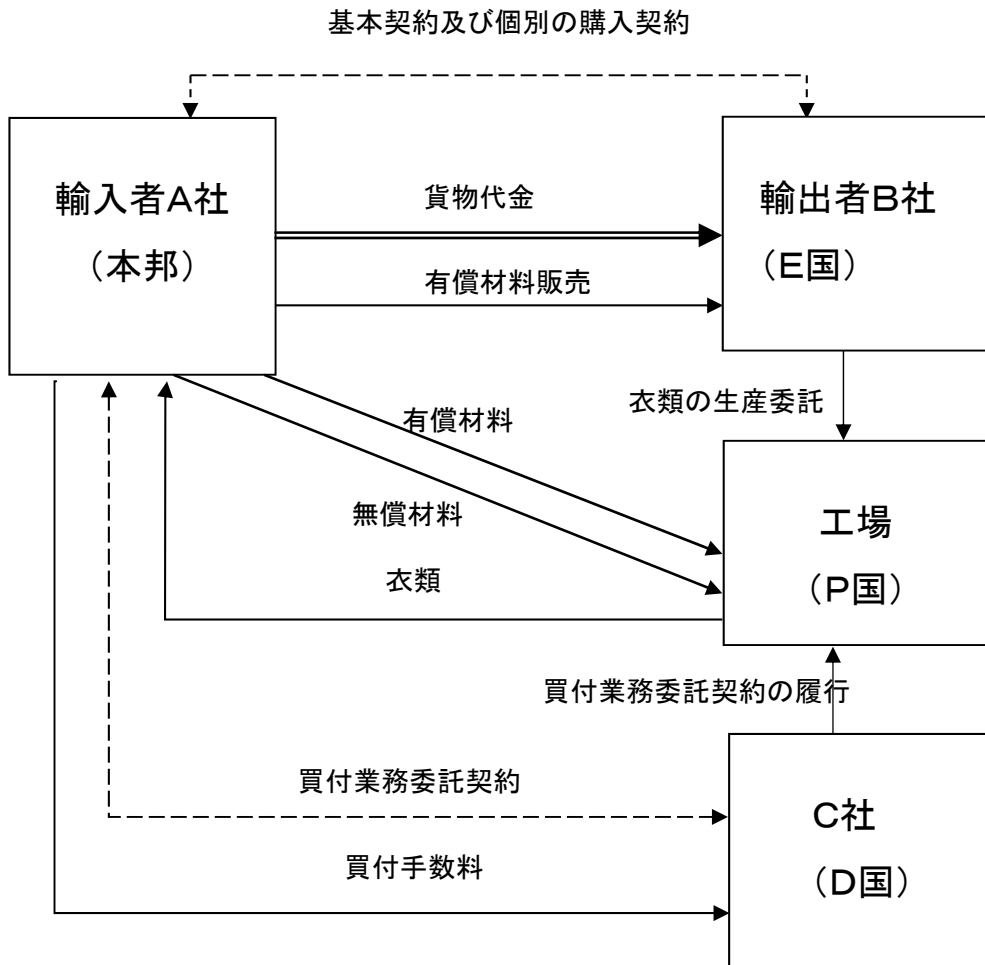 基本契約及び個別の購入契約
輸入者A社
（本邦）
貨物代金
有償材料販売
輸出者B社
（E国）
衣類の生産委託
有償材料
無償材料
衣類
工場
（P国）
買付業務委託契約の履行
買付業務委託契約
買付手数料
C社
（D国）